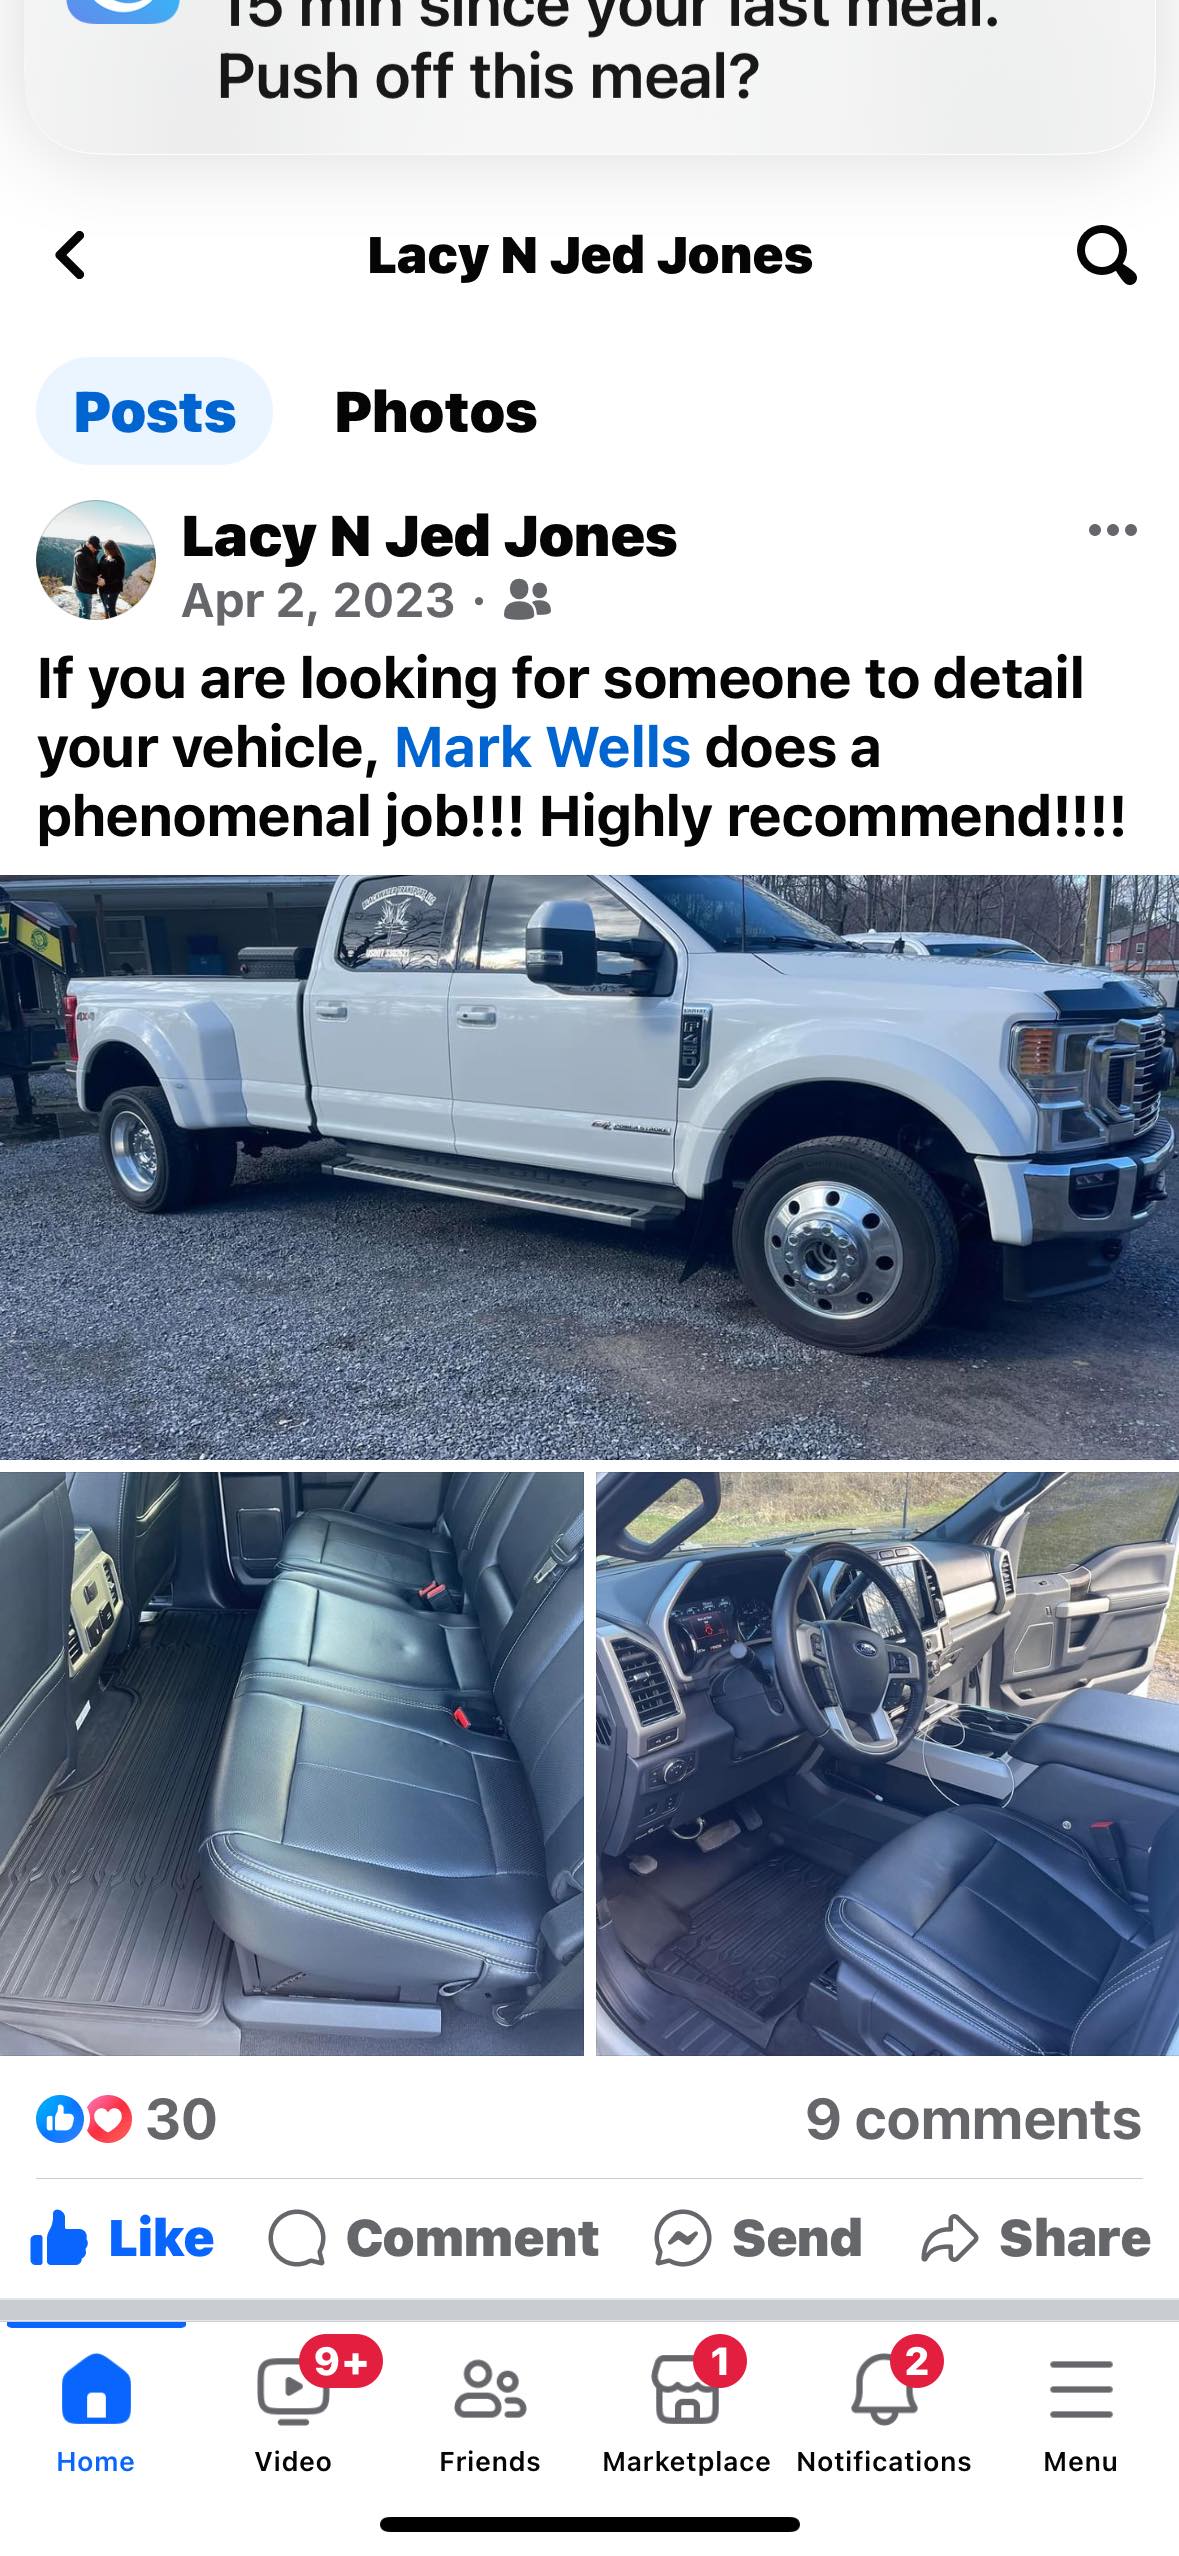 15 min since your last meal.
Push off this meal?
Lacy N Jed Jones
Posts
Photos
Lacy N Jed Jones
Apr 2, 2023 ·
If you are looking for someone to detail
your vehicle, Mark Wells does a
phenomenal job!!! Highly recommend!!!!
4x4
30
9 comments
Like
Comment
Send
Share
9+
1
2
Home
Video
Friends
Marketplace
Notifications
Menu